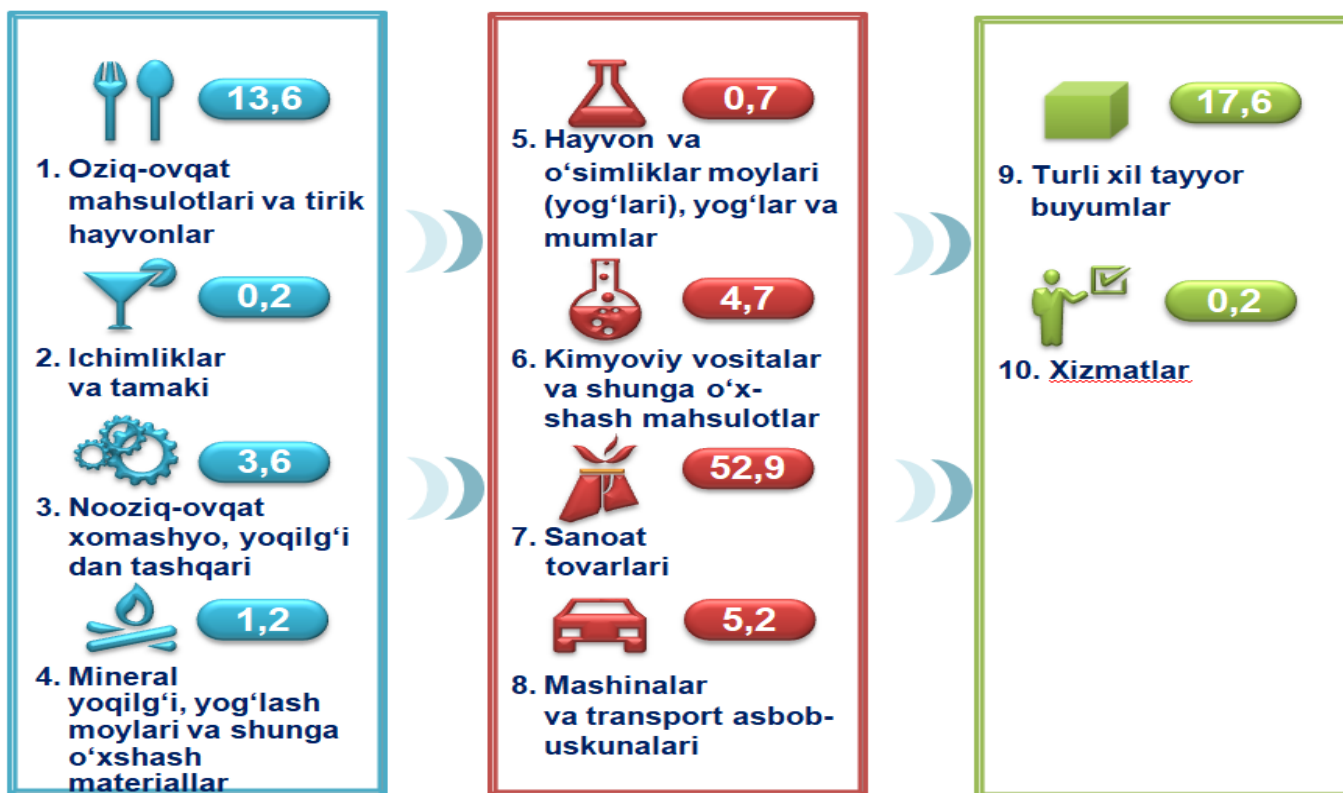 13,6
1. Oziq-ovqat
mahsulotlari va tirik
hayvonlar
0,2
2. Ichimliklar
va tamaki
3,6
3. Nooziq-ovqat
xomashyo, yoqilg‘i
dan tashqari
1,2
4. Mineral
yoqilg‘i, yog‘lash
moylari va shunga
o‘xshash
materiallar
0,7
5. Hayvon va
o‘simliklar moylari
(yog‘lari), yog‘lar va
mumlar
4,7
6. Kimyoviy vositalar
va shunga o‘x-
shash mahsulotlar
52,9
7. Sanoat
tovarlari
5,2
8. Mashinalar
va transport asbob-
uskunalari
17,6
9. Turli xil tayyor
buyumlar
0,2
10. Xizmatlar